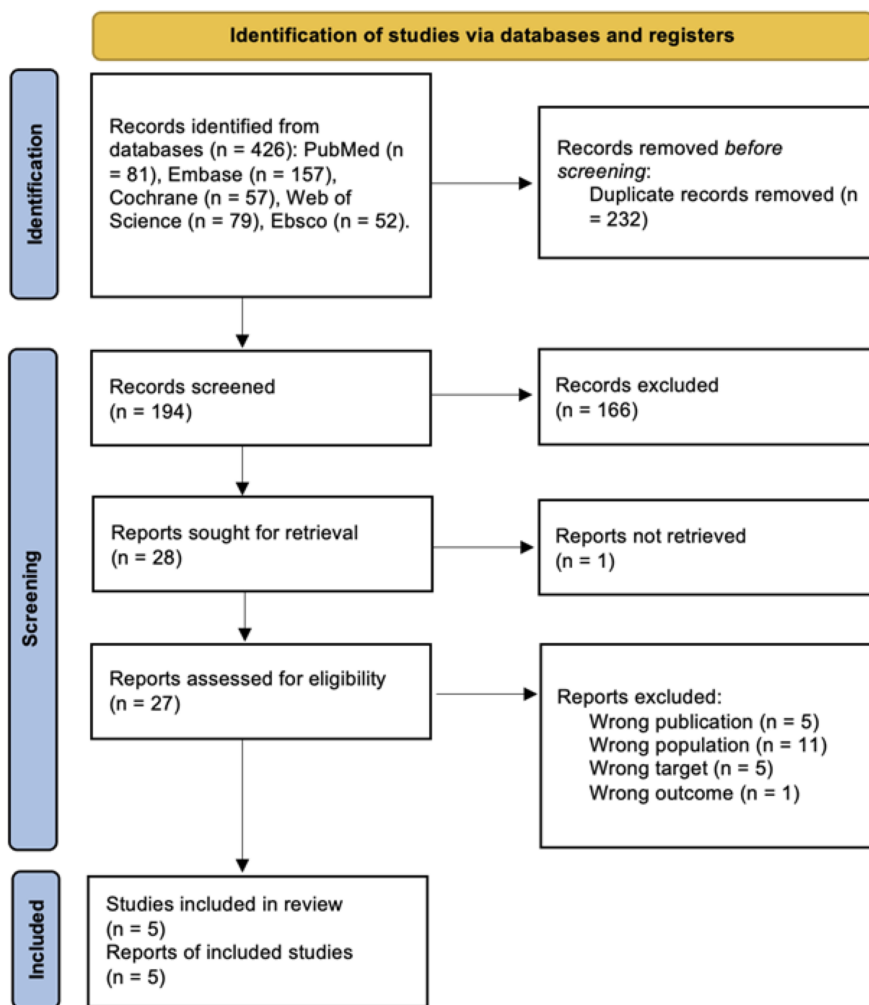 Identification of studies via databases and registers
Identification
Records identified from
databases (n = 426): PubMed (n
= 81), Embase (n = 157),
Cochrane (n = 57), Web of
Science (n = 79), Ebsco (n = 52).
Records removed before
screening:
Duplicate records removed (n
= 232)
Screening
Records screened
(n = 194)
Records excluded
(n = 166)
Reports sought for retrieval
(n = 28)
Reports not retrieved
(n = 1)
Reports assessed for eligibility
(n = 27)
Reports excluded:
Wrong publication (n = 5)
Wrong population (n = 11)
Wrong target (n = 5)
Wrong outcome (n = 1)
Included
Studies included in review
(n = 5)
Reports of included studies
(n = 5)